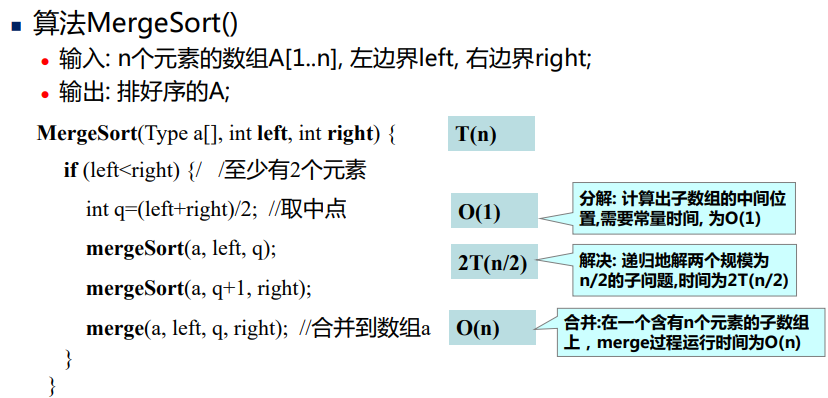 算法MergeSort()
输入: n个元素的数组A[1..n], 左边界left, 右边界right;
输出: 排好序的A;
MergeSort(Type a[], int left, int right) {
T(n)
if (left<right) {/ /至少有2个元素
int q=(left+right)/2; //取中点
O(1)
分解: 计算出子数组的中间位
置,需要常量时间, 为O(1)
mergeSort(a, left, q);
2T(n/2)
解决: 递归地解两个规模为
n/2的子问题,时间为2T(n/2)
mergeSort(a, q+1, right);
merge(a, left, q, right); //合并到数组a
O(n)
合并:在一个含有n个元素的子数组
上，merge过程运行时间为O(n)
}
}